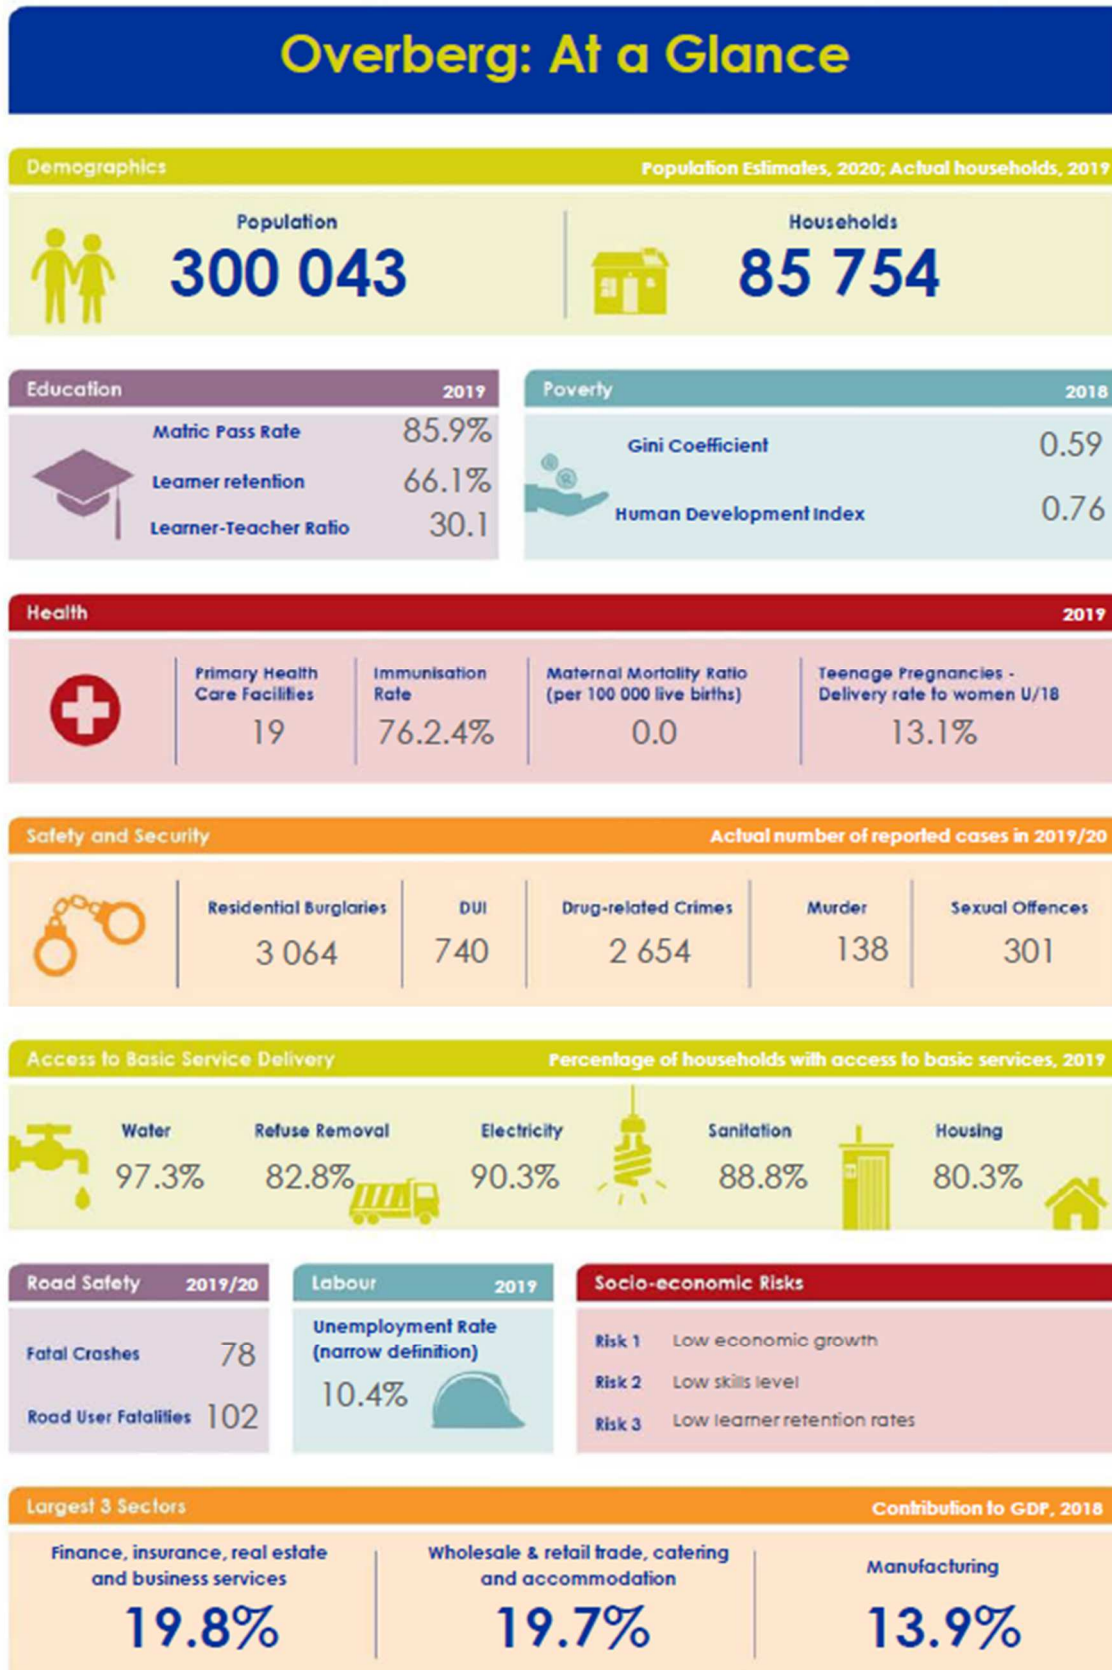 Overberg: At a Glance
Demographics Population Estimates, 2020; Actual households, 2019
Population Households
300 043 85 754
Education 2019
Matric Pass Rate 85.9%
Learner retention 66.1%
Learner-Teacher Ratio 30.1
Poverty 2018
Gini Coefficient 0.59
Human Development Index 0.76
Health 2019
Primary Health
Care Facilities
19
Immunisation
Rate
76.2.4%
Maternal Mortality Ratio
(per 100 000 live births)
0.0
Teenage Pregnancies -
Delivery rate to women U/18
13.1%
Safety and Security Actual number of reported cases in 2019/20
Residential Burglaries DUI Drug-related Crimes Murder Sexual Offences
3 064 740 2 654 138 301
Access to Basic Service Delivery Percentage of households with access to basic services, 2019
Water Refuse Removal Electricity Sanitation Housing
97.3% 82.8% 90.3% 88.8% 80.3%
Road Safety 2019/20
Fatal Crashes 78
Road User Fatalities 102
Labour 2019
Unemployment Rate
(narrow definition)
10.4%
Socio-economic Risks
Risk 1 Low economic growth
Risk 2 Low skills level
Risk 3 Low learner retention rates
Largest 3 Sectors Contribution to GDP, 2018
Finance, insurance, real estate
and business services
19.8%
Wholesale & retail trade, catering
and accommodation
19.7%
Manufacturing
13.9%